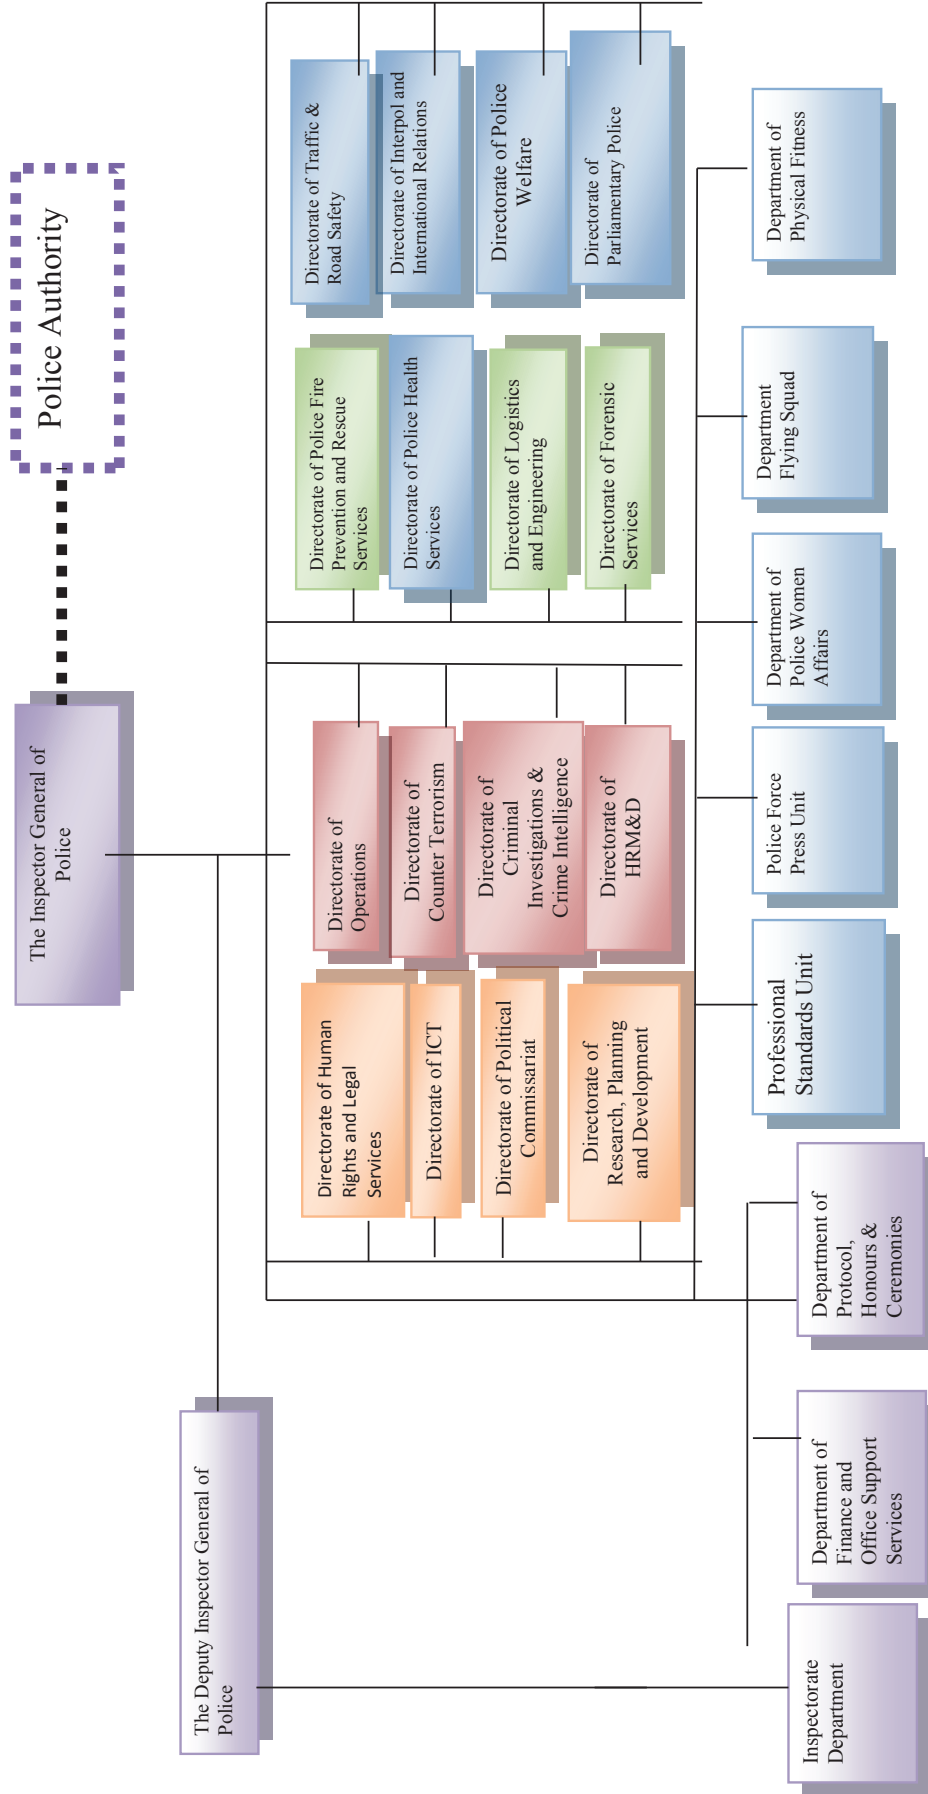 Police Authority
The Inspector General of
Police
The Deputy Inspector General of
Police
Directorate of Human
Rights and Legal
Services
Directorate of ICT
Directorate of Political
Commissariat
Directorate of
Research, Planning
and Development
Directorate of
Operations
Directorate of
Counter Terrorism
Directorate of
Criminal
Investigations &
Crime Intelligence
Directorate of
HRM&D
Directorate of Police Fire
Prevention and Rescue
Services
Directorate of Police Health
Services
Directorate of Logistics
and Engineering
Directorate of Forensic
Services
Directorate of Traffic &
Road Safety
Directorate of Interpol and
International Relations
Directorate of Police
Welfare
Directorate of
Parliamentary Police
Inspectorate
Department
Department of
Finance and
Office Support
Services
Department of
Protocol,
Honours &
Ceremonies
Professional
Standards Unit
Police Force
Press Unit
Department of
Police Women
Affairs
Department
Flying Squad
Department of
Physical Fitness